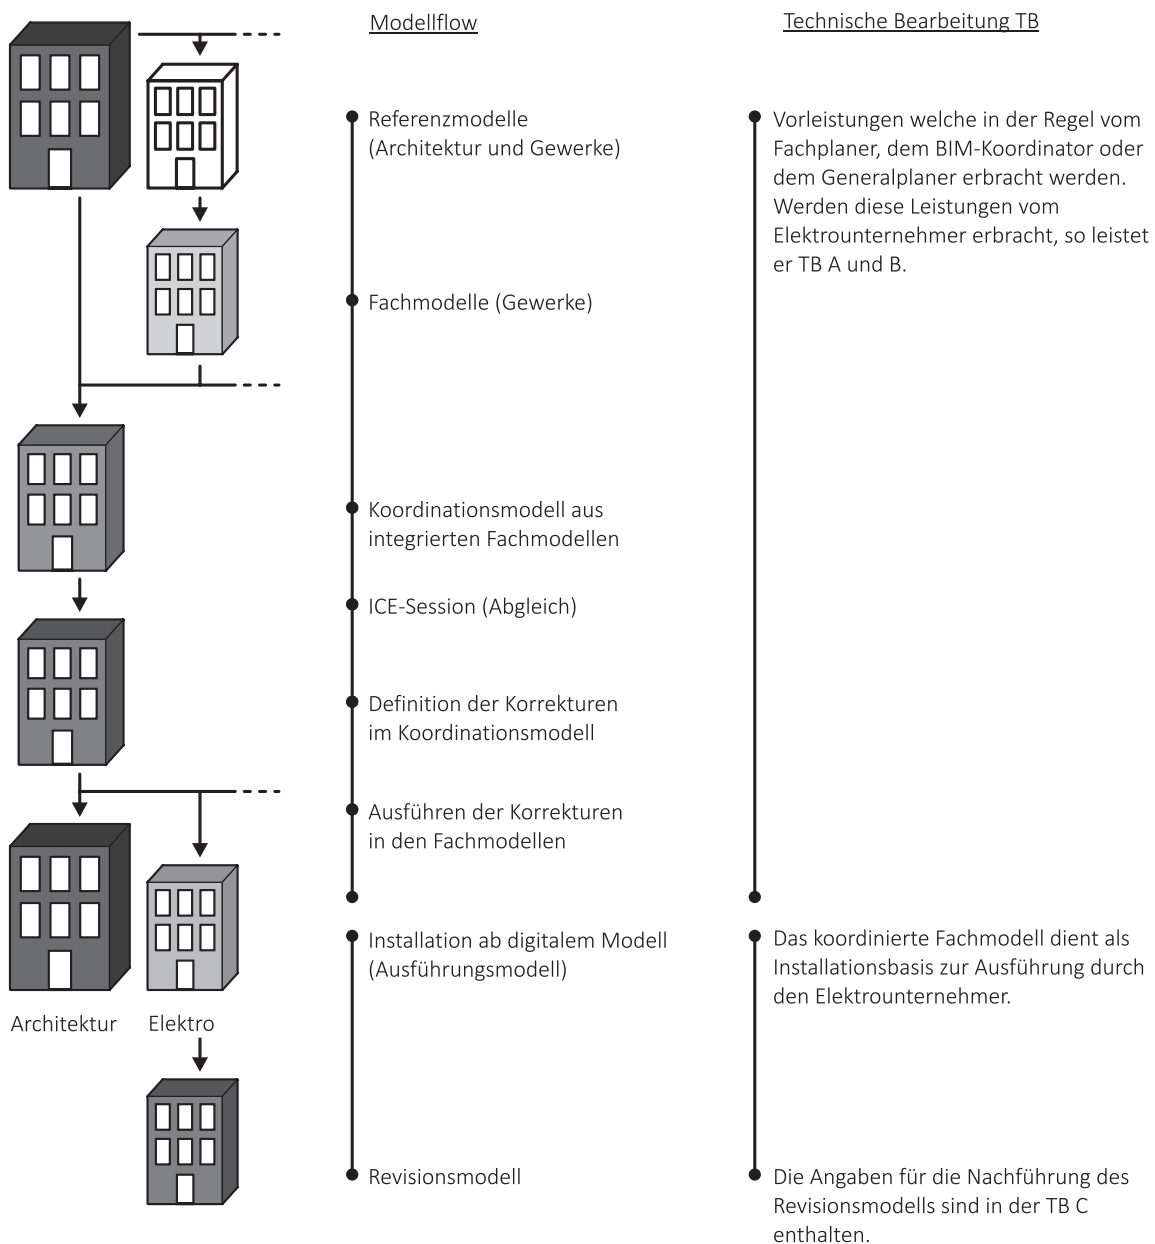 Modellflow
Technische Bearbeitung TB
Referenzmodelle
(Architektur und Gewerke)
Vorleistungen welche in der Regel vom
Fachplaner, dem BIM-Koordinator oder
dem Generalplaner erbracht werden.
Werden diese Leistungen vom
Elektrounternehmer erbracht, so leistet
er TB A und B.
Fachmodelle (Gewerke)
Koordinationsmodell aus
integrierten Fachmodellen
ICE-Session (Abgleich)
Definition der Korrekturen
im Koordinationsmodell
Ausführen der Korrekturen
in den Fachmodellen
Installation ab digitalem Modell
(Ausführungsmodell)
Das koordinierte Fachmodell dient als
Installationsbasis zur Ausführung durch
den Elektrounternehmer.
Architektur
Elektro
Revisionsmodell
Die Angaben für die Nachführung des
Revisionsmodells sind in der TB C
enthalten.